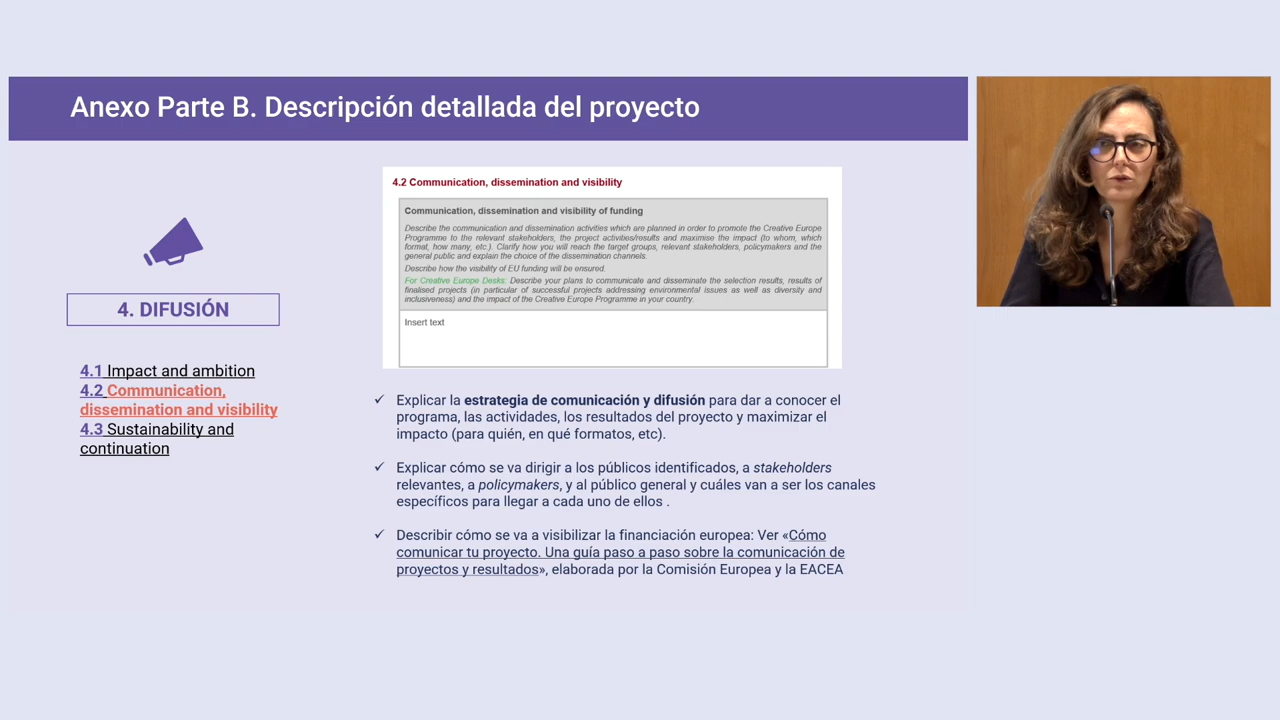 Anexo Parte B. Descripción detallada del proyecto
4. DIFUSIÓN
4.1 Impact and ambition
4.2 Communication,
dissemination and visibility
4.3 Sustainability and
continuation
4.2 Communication, dissemination and visibility
Communication, dissemination and visibility of funding
Describe the communication and dissemination activities which are planned in order to promote the Creative Europe
Programme to the relevant stakeholders, the project activities/results and maximise the impact (to whom, which
format, how many, etc.). Clarify how you will reach the target groups, relevant stakeholders, policymakers and the
general public and explain the choice of the dissemination channels.
Describe how the visibility of EU funding will be ensured.
For Creative Europe Desks: Describe your plans to communicate and disseminate the selection results, results of
finalised projects (in particular of successful projects addressing environmental issues as well as diversity and
inclusiveness) and the impact of the Creative Europe Programme in your country.
Insert text
✓ Explicar la estrategia de comunicación y difusión para dar a conocer el
programa, las actividades, los resultados del proyecto y maximizar el
impacto (para quién, en qué formatos, etc).
✓ Explicar cómo se va dirigir a los públicos identificados, a stakeholders
relevantes, a policymakers, y al público general y cuáles van a ser los canales
específicos para llegar a cada uno de ellos .
✓ Describir cómo se va a visibilizar la financiación europea: Ver «Cómo
comunicar tu proyecto. Una guía paso a paso sobre la comunicación de
proyectos y resultados», elaborada por la Comisión Europea y la EACEA